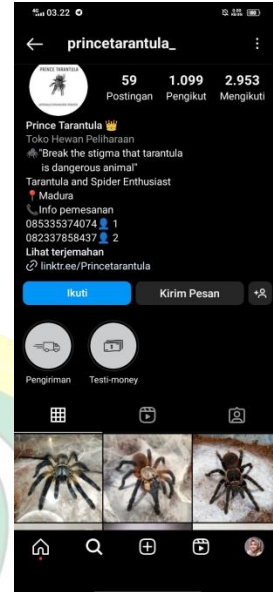 4G 03.22
princetarantula_
PRINCE TARANTULA
59 1.099 2.953
Postingan Pengikut Mengikuti
Prince Tarantula 👑
Toko Hewan Peliharaan
🕷"Break the stigma that tarantula
is dangerous animal"
Tarantula and Spider Enthusiast
📍Madura
📞Info pemesanan
085335374074👤 1
082337858437👤 2
Lihat terjemahan
linktr.ee/Princetarantula
Ikuti Kirim Pesan
Pengiriman Testi-money